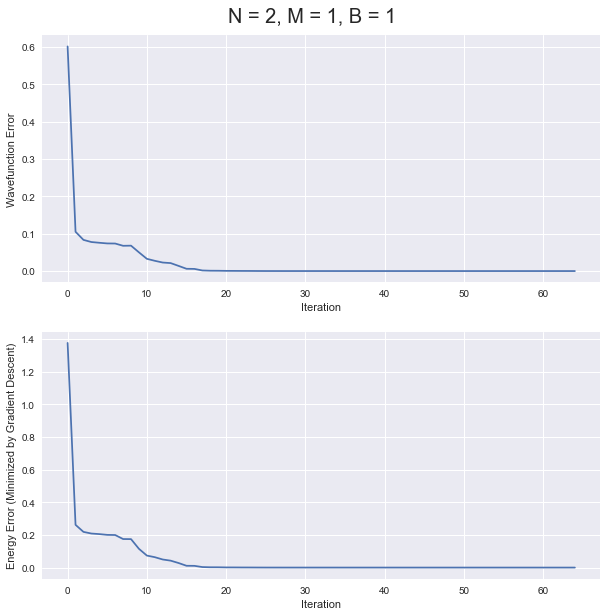 N = 2, M = 1, B = 1
Wavefunction Error
0.6
0.5
0.4
0.3
0.2
0.1
0.0
0 10 20 30 40 50 60
Iteration
Energy Error (Minimized by Gradient Descent)
1.4
1.2
1.0
0.8
0.6
0.4
0.2
0.0
0 10 20 30 40 50 60
Iteration